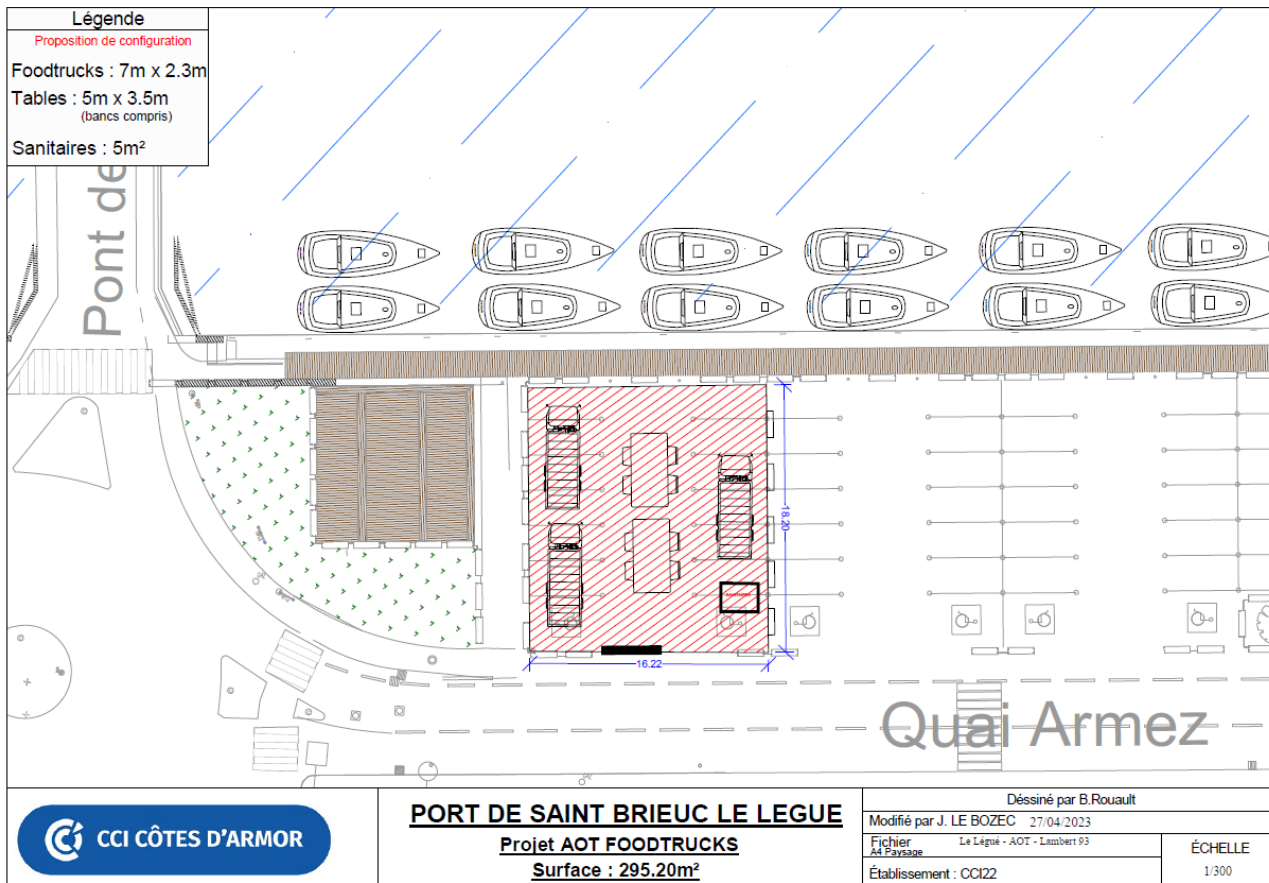 Légende
Proposition de configuration
Foodtrucks : 7m x 2.3m
Tables : 5m x 3.5m
(bancs compris)
Sanitaires : 5m²
Pont de
18.20
16.22
Quai Armez
CCI CÔTES D'ARMOR
PORT DE SAINT BRIEUC LE LEGUE
Projet AOT FOODTRUCKS
Surface : 295.20m²
Déssiné par B.Rouault
Modifié par J. LE BOZEC 27/04/2023
Fichier Le Légué - AOT - Lambert 93
A4 Paysage
Établissement : CCI22
ÉCHELLE
1/300